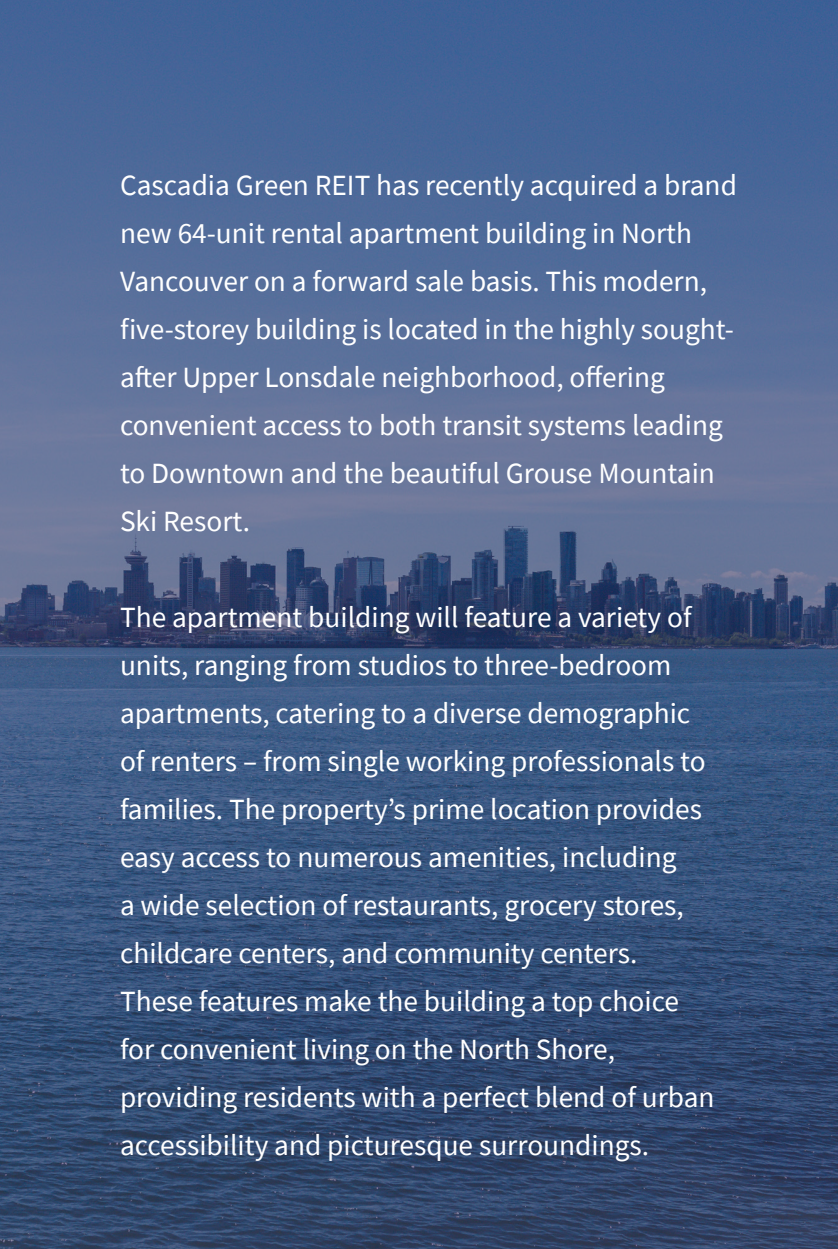 Cascadia Green REIT has recently acquired a brand
new 64-unit rental apartment building in North
Vancouver on a forward sale basis. This modern,
five-storey building is located in the highly sought-
after Upper Lonsdale neighborhood, offering
convenient access to both transit systems leading
to Downtown and the beautiful Grouse Mountain
Ski Resort.
The apartment building will feature a variety of
units, ranging from studios to three-bedroom
apartments, catering to a diverse demographic
of renters – from single working professionals to
families. The property’s prime location provides
easy access to numerous amenities, including
a wide selection of restaurants, grocery stores,
childcare centers, and community centers.
These features make the building a top choice
for convenient living on the North Shore,
providing residents with a perfect blend of urban
accessibility and picturesque surroundings.